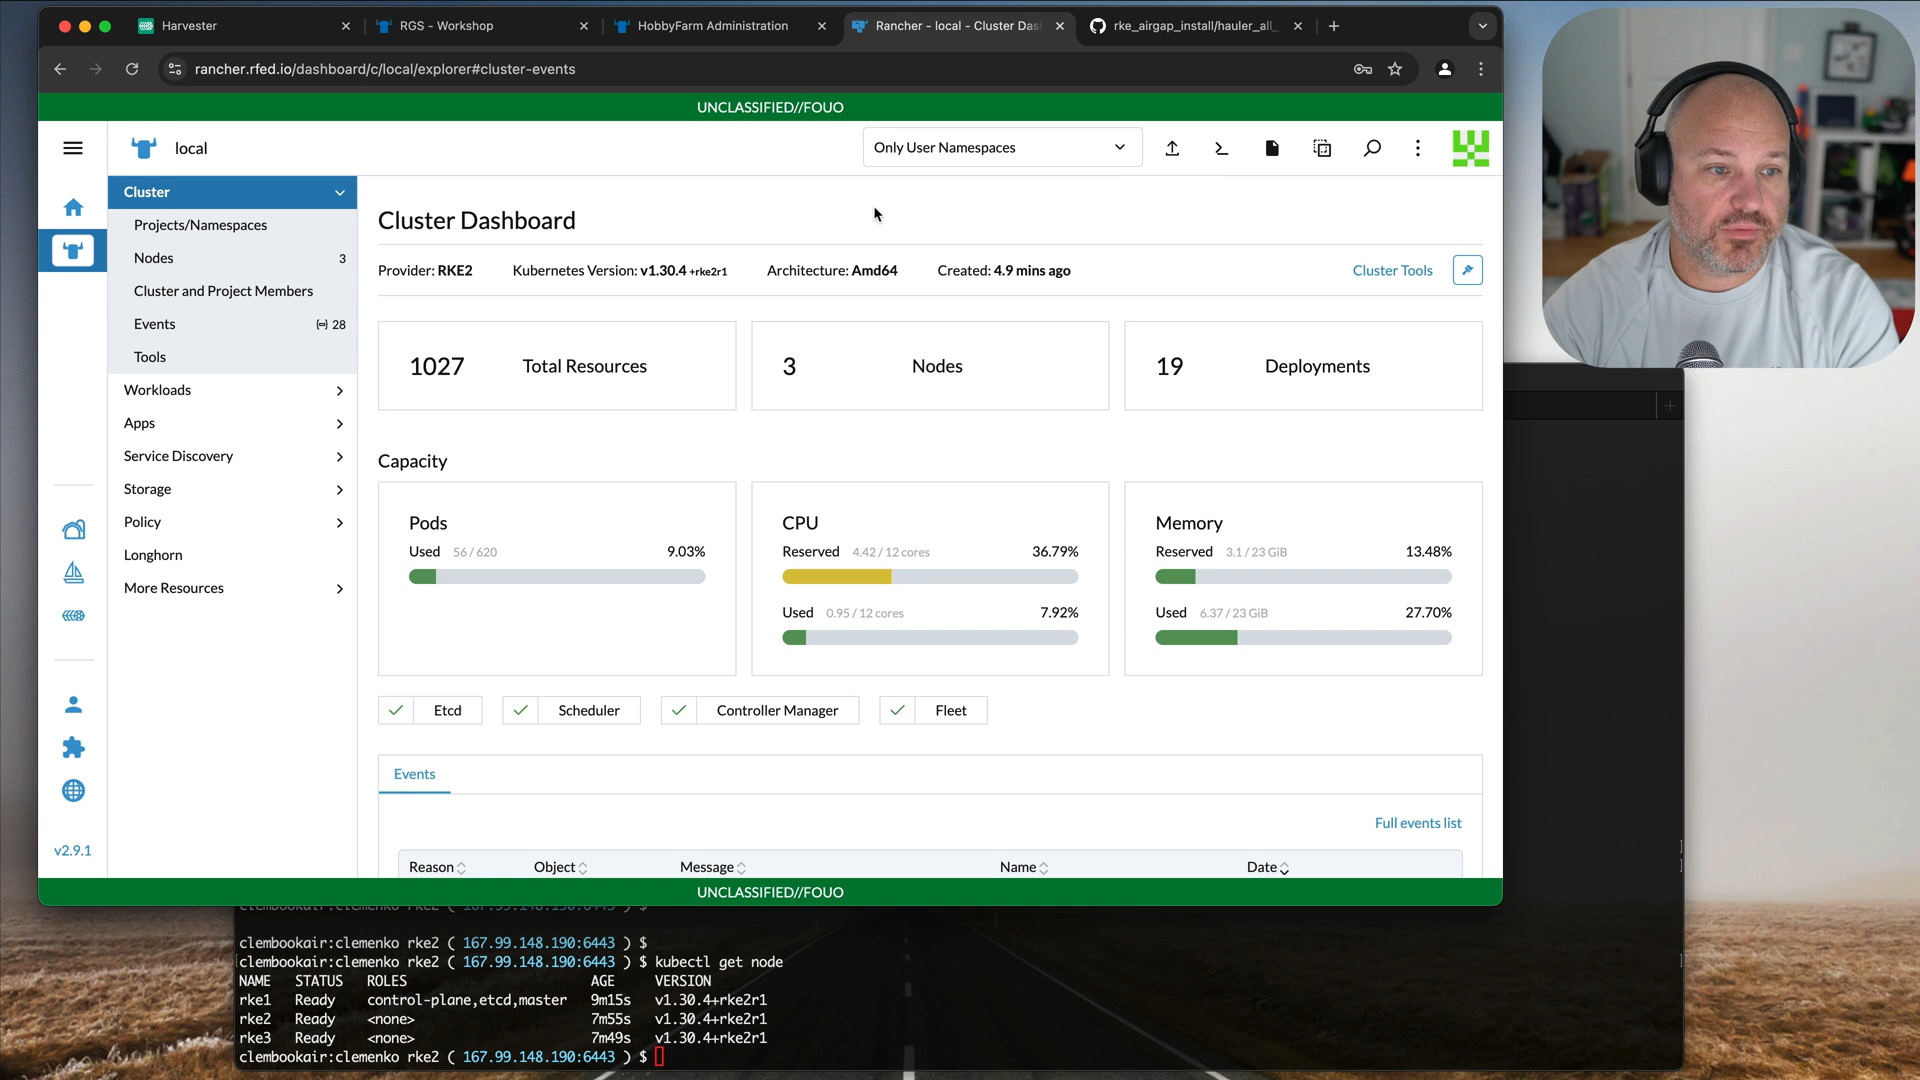 Harvester
RGS - Workshop
HobbyFarm Administration
Rancher - local - Cluster Das
rke_airgap_install/hauler_all_
rancher.rfed.io/dashboard/c/local/explorer#cluster-events
UNCLASSIFIED//FOUO
local
Only User Namespaces
Cluster
Projects/Namespaces
Nodes 3
Cluster and Project Members
Events 28
Tools
Workloads
Apps
Service Discovery
Storage
Policy
Longhorn
More Resources
v2.9.1
Cluster Dashboard
Provider: RKE2 Kubernetes Version: v1.30.4 +rke2r1 Architecture: Amd64 Created: 4.9 mins ago
Cluster Tools
1027 Total Resources
3 Nodes
19 Deployments
Capacity
Pods
Used 56 / 620 9.03%
CPU
Reserved 4.42 / 12 cores 36.79%
Used 0.95 / 12 cores 7.92%
Memory
Reserved 3.1 / 23 GiB 13.48%
Used 6.37 / 23 GiB 27.70%
Etcd
Scheduler
Controller Manager
Fleet
Events
Full events list
Reason Object Message Name Date
UNCLASSIFIED//FOUO
clembookair:clemenko rke2 ( 167.99.148.190:6443 ) $
clembookair:clemenko rke2 ( 167.99.148.190:6443 ) $
clembookair:clemenko rke2 ( 167.99.148.190:6443 ) $ kubectl get node
NAME STATUS ROLES AGE VERSION
rke1 Ready control-plane,etcd,master 9m15s v1.30.4+rke2r1
rke2 Ready <none> 7m55s v1.30.4+rke2r1
rke3 Ready <none> 7m49s v1.30.4+rke2r1
clembookair:clemenko rke2 ( 167.99.148.190:6443 ) $